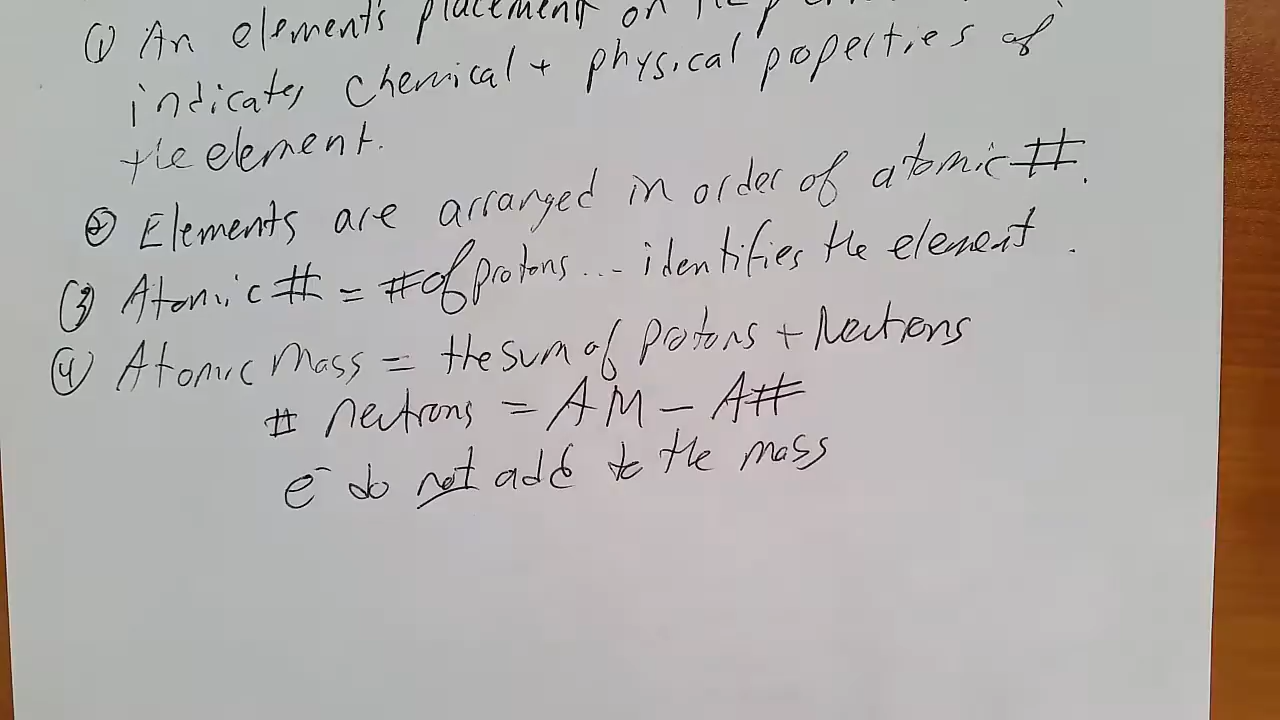 ① An element's placement on the
indicates chemical + physical properties of
the element.
② Elements are arranged in order of atomic #.
③ Atomic # = # of protons... identifies the element.
④ Atomic Mass = the sum of protons + Neutrons
# neutrons = AM - A#
e⁻ do not add to the mass